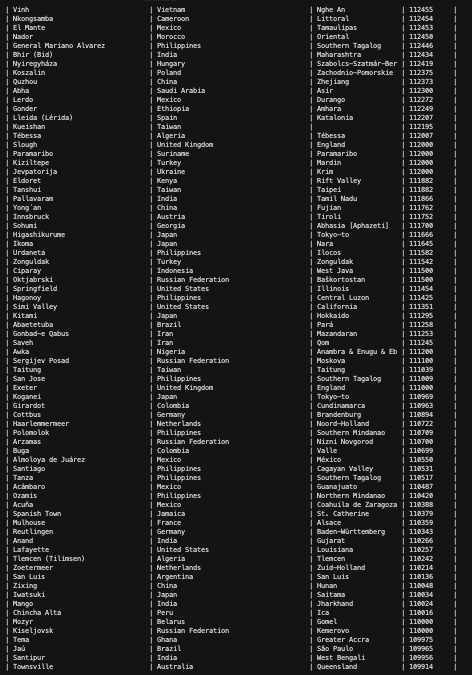 | Vinh | Vietnam | Nghe An | 112455 |
| Nkongsamba | Cameroon | Littoral | 112454 |
| El Mante | Mexico | Tamaulipas | 112453 |
| Nador | Morocco | Oriental | 112450 |
| General Mariano Alvarez | Philippines | Southern Tagalog | 112446 |
| Bhir (Bid) | India | Maharashtra | 112434 |
| Nyiregyháza | Hungary | Szabolcs-Szatmár-Ber | 112419 |
| Koszalin | Poland | Zachodnio-Pomorskie | 112375 |
| Quzhou | China | Zhejiang | 112373 |
| Abha | Saudi Arabia | Asir | 112300 |
| Lerdo | Mexico | Durango | 112272 |
| Gonder | Ethiopia | Amhara | 112249 |
| Lleida (Lérida) | Spain | Katalonia | 112207 |
| Kueishan | Taiwan | | 112195 |
| Tébessa | Algeria | Tébessa | 112007 |
| Slough | United Kingdom | England | 112000 |
| Paramaribo | Suriname | Paramaribo | 112000 |
| Kiziltepe | Turkey | Mardin | 112000 |
| Jevpatorija | Ukraine | Krim | 112000 |
| Eldoret | Kenya | Rift Valley | 111882 |
| Tanshui | Taiwan | Taipei | 111882 |
| Pallavaram | India | Tamil Nadu | 111866 |
| Yong´an | China | Fujian | 111762 |
| Innsbruck | Austria | Tiroli | 111752 |
| Sohumi | Georgia | Abhasia [Aphazeti] | 111700 |
| Higashikurume | Japan | Tokyo-to | 111666 |
| Ikoma | Japan | Nara | 111645 |
| Urdaneta | Philippines | Ilocos | 111582 |
| Zonguldak | Turkey | Zonguldak | 111542 |
| Ciparay | Indonesia | West Java | 111500 |
| Oktjabrski | Russian Federation | Baškortostan | 111500 |
| Springfield | United States | Illinois | 111454 |
| Hagonoy | Philippines | Central Luzon | 111425 |
| Simi Valley | United States | California | 111351 |
| Kitami | Japan | Hokkaido | 111295 |
| Abaetetuba | Brazil | Pará | 111258 |
| Gonbad-e Qabus | Iran | Mazandaran | 111253 |
| Saveh | Iran | Qom | 111245 |
| Awka | Nigeria | Anambra & Enugu & Eb | 111200 |
| Sergijev Posad | Russian Federation | Moskova | 111100 |
| Taitung | Taiwan | Taitung | 111039 |
| San Jose | Philippines | Southern Tagalog | 111009 |
| Exeter | United Kingdom | England | 111000 |
| Koganei | Japan | Tokyo-to | 110969 |
| Girardot | Colombia | Cundinamarca | 110963 |
| Cottbus | Germany | Brandenburg | 110894 |
| Haarlemmermeer | Netherlands | Noord-Holland | 110722 |
| Polomolok | Philippines | Southern Mindanao | 110709 |
| Arzamas | Russian Federation | Nizni Novgorod | 110700 |
| Buga | Colombia | Valle | 110699 |
| Almoloya de Juárez | Mexico | México | 110550 |
| Santiago | Philippines | Cagayan Valley | 110531 |
| Tanza | Philippines | Southern Tagalog | 110517 |
| Acámbaro | Mexico | Guanajuato | 110487 |
| Ozamis | Philippines | Northern Mindanao | 110420 |
| Acuña | Mexico | Coahuila de Zaragoza | 110388 |
| Spanish Town | Jamaica | St. Catherine | 110379 |
| Mulhouse | France | Alsace | 110359 |
| Reutlingen | Germany | Baden-Württemberg | 110343 |
| Anand | India | Gujarat | 110266 |
| Lafayette | United States | Louisiana | 110257 |
| Tlemcen (Tilimsen) | Algeria | Tlemcen | 110242 |
| Zoetermeer | Netherlands | Zuid-Holland | 110214 |
| San Luis | Argentina | San Luis | 110136 |
| Zixing | China | Hunan | 110048 |
| Iwatsuki | Japan | Saitama | 110034 |
| Mango | India | Jharkhand | 110024 |
| Chincha Alta | Peru | Ica | 110016 |
| Mozyr | Belarus | Gomel | 110000 |
| Kiseljovsk | Russian Federation | Kemerovo | 110000 |
| Tema | Ghana | Greater Accra | 109975 |
| Jaú | Brazil | São Paulo | 109965 |
| Santipur | India | West Bengali | 109956 |
| Townsville | Australia | Queensland | 109914 |